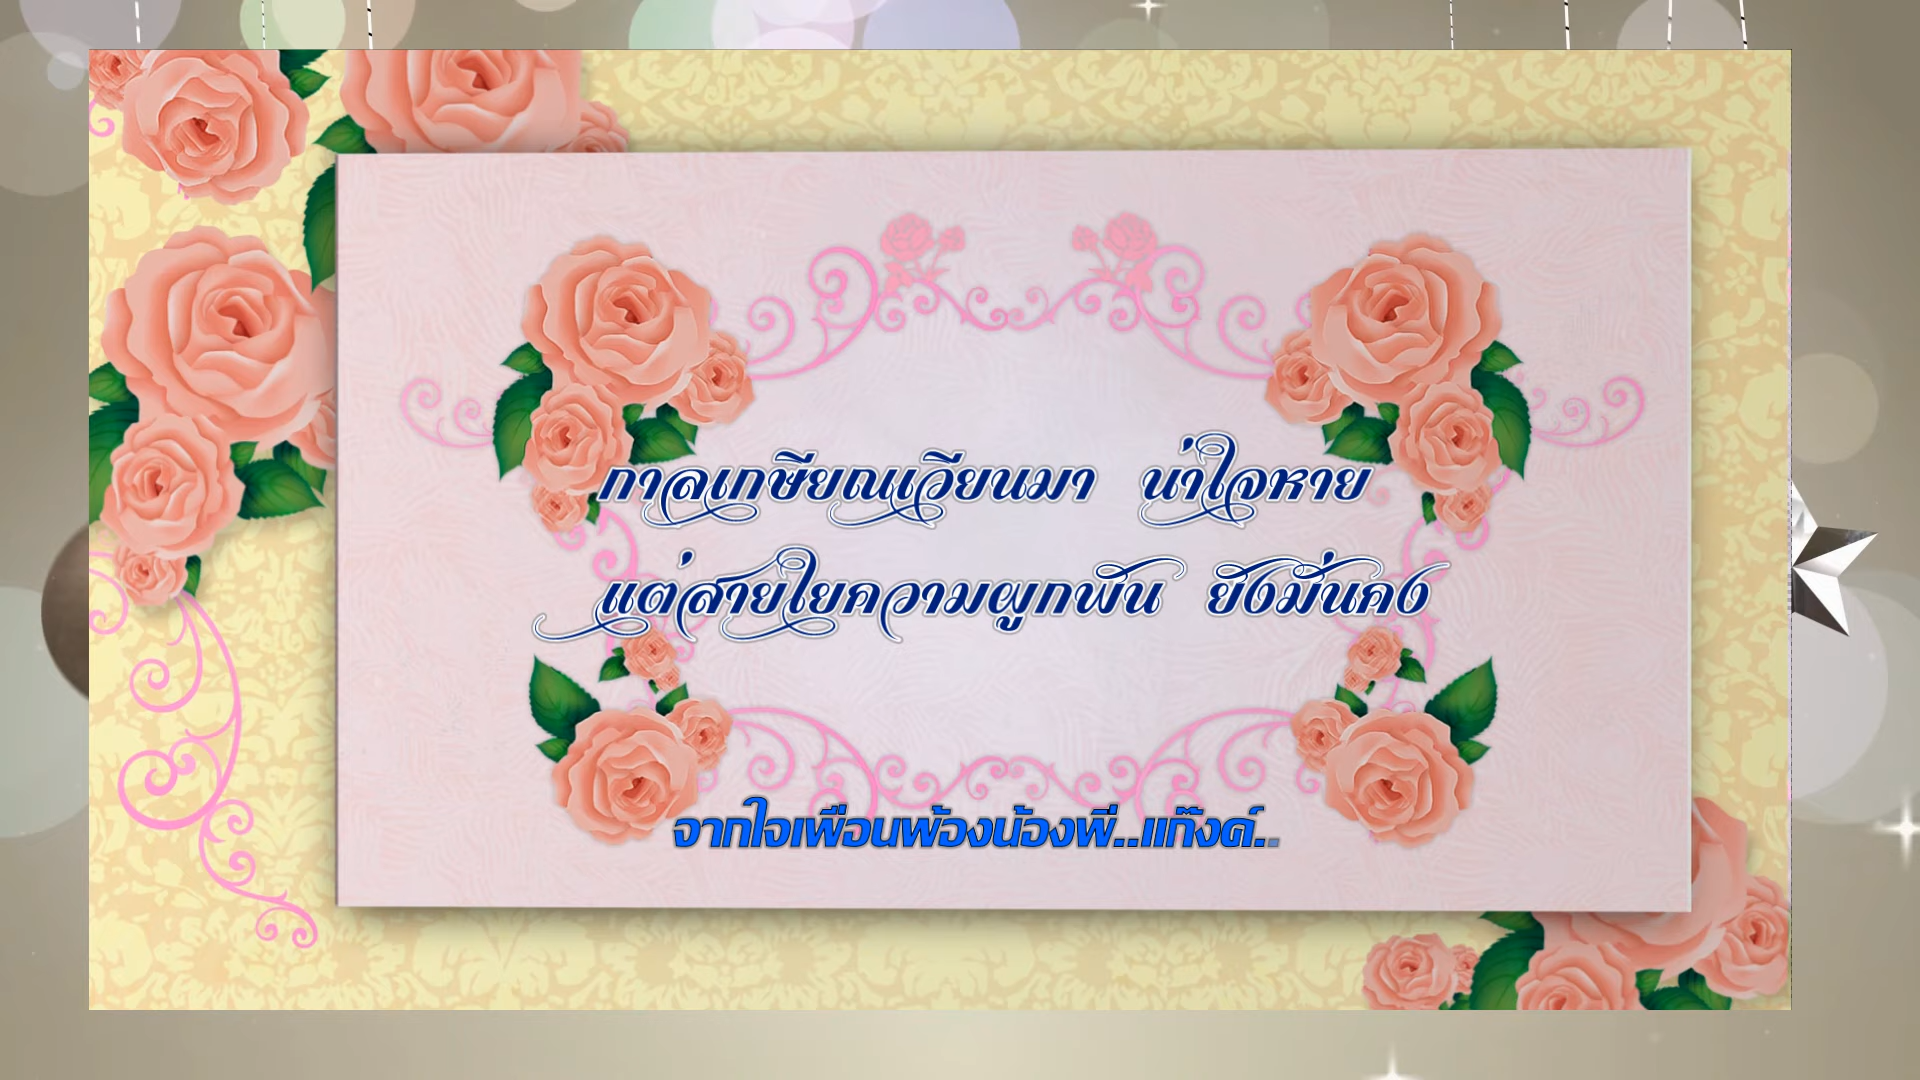 กาลเกษียณเวียนมา น่าใจหาย
แต่สายใยความผูกพัน ยังมั่นคง
จากใจเพื่อนพ้องน้องพี่..แก๊งค์..